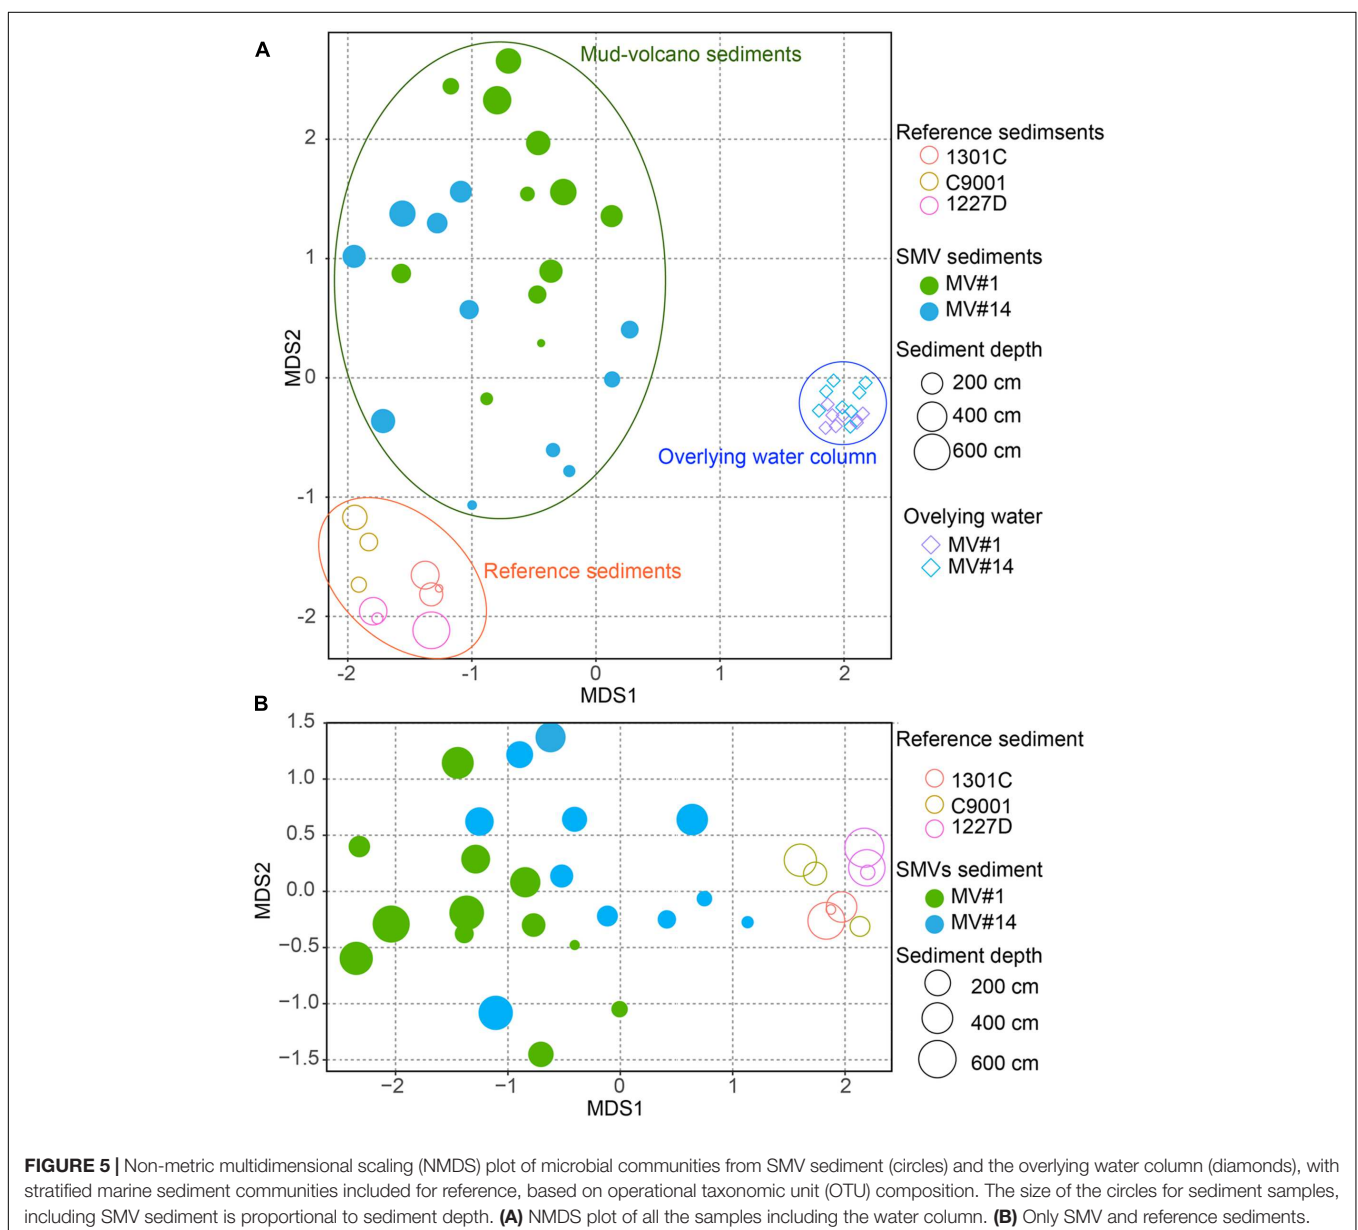 A
Mud-volcano sediments
Overlying water column
Reference sediments
MDS2
2
1
0
-1
-2
-2
-1
0
1
2
MDS1
Reference sedimsents
1301C
C9001
1227D
SMV sediments
MV#1
MV#14
Sediment depth
200 cm
400 cm
600 cm
Ovelying water
MV#1
MV#14
B
MDS2
1.5
1.0
0.5
0.0
−0.5
−1.0
−1.5
−2
−1
0
1
2
MDS1
Reference sediment
1301C
C9001
1227D
SMVs sediment
MV#1
MV#14
Sediment depth
200 cm
400 cm
600 cm
FIGURE 5 | Non-metric multidimensional scaling (NMDS) plot of microbial communities from SMV sediment (circles) and the overlying water column (diamonds), with
stratified marine sediment communities included for reference, based on operational taxonomic unit (OTU) composition. The size of the circles for sediment samples,
including SMV sediment is proportional to sediment depth. (A) NMDS plot of all the samples including the water column. (B) Only SMV and reference sediments.